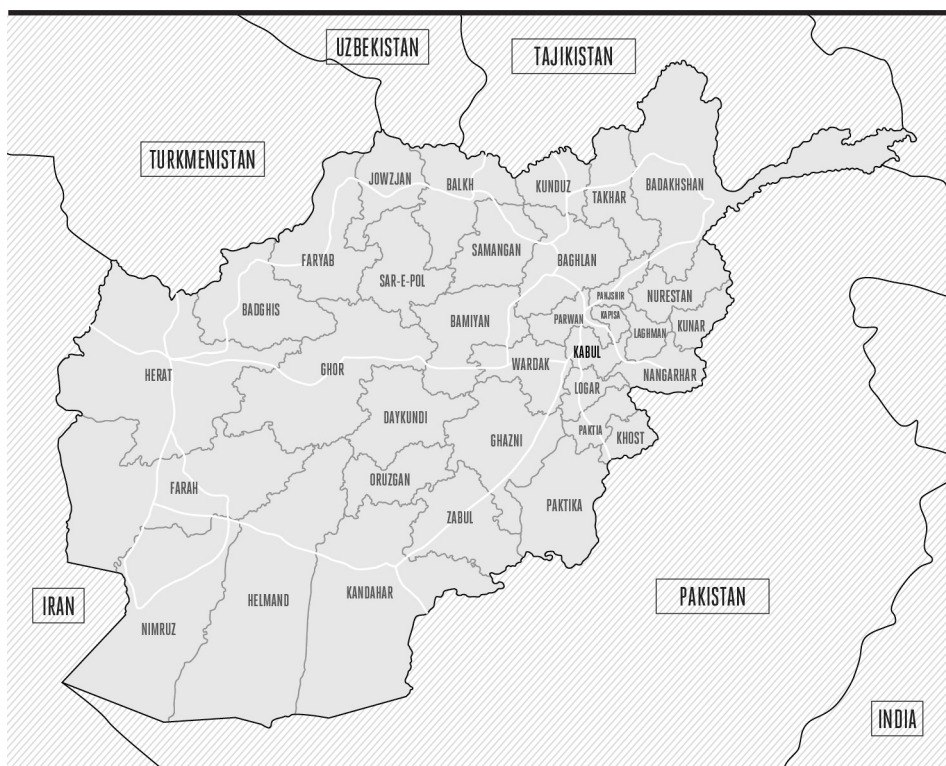 UZBEKISTAN
TAJIKISTAN
TURKMENISTAN
JOWZJAN
BALKH
KUNDUZ
TAKHAR
BADAKHSHAN
FARYAB
SAMANGAN
BAGHLAN
SAR-E-POL
BADGHIS
PANJSHIR
NURESTAN
BAMIYAN
PARWAN
KAPISA
LAGHMAN
KUNAR
KABUL
HERAT
GHOR
WARDAK
NANGARHAR
LOGAR
DAYKUNDI
GHAZNI
PAKTIA
KHOST
FARAH
ORUZGAN
ZABUL
PAKTIKA
IRAN
HELMAND
KANDAHAR
PAKISTAN
NIMRUZ
INDIA